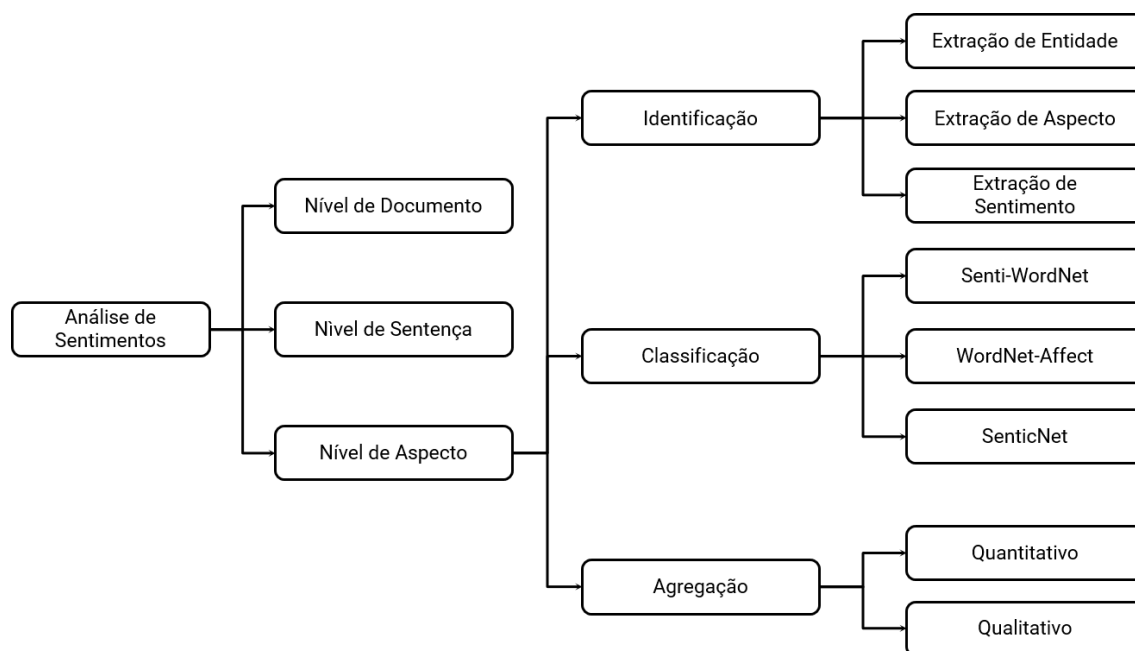 Análise de
Sentimentos
Nível de Documento
Nìvel de Sentença
Nível de Aspecto
Identificação
Classificação
Agregação
Extração de Entidade
Extração de Aspecto
Extração de
Sentimento
Senti-WordNet
WordNet-Affect
SenticNet
Quantitativo
Qualitativo